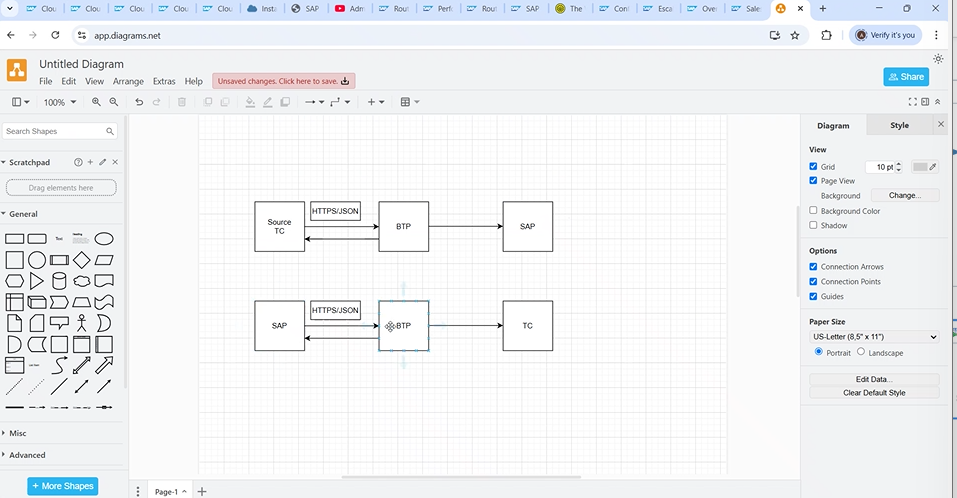 Clou
Clou
Clou
Clou
Clou
Insta
SAP
Adm
Rout
Perf
Rout
SAP
The
Conf
Esca
Over
Sale
app.diagrams.net
Verify it's you
Untitled Diagram
File Edit View Arrange Extras Help
Unsaved changes. Click here to save.
Share
100%
Search Shapes
Scratchpad
Drag elements here
General
Text
Heading
List Item
Misc
Advanced
+ More Shapes
Source
TC
HTTPS/JSON
BTP
SAP
SAP
HTTPS/JSON
BTP
TC
Page-1
Diagram
Style
View
Grid
10 pt
Page View
Background
Change...
Background Color
Shadow
Options
Connection Arrows
Connection Points
Guides
Paper Size
US-Letter (8,5" x 11")
Portrait
Landscape
Edit Data...
Clear Default Style